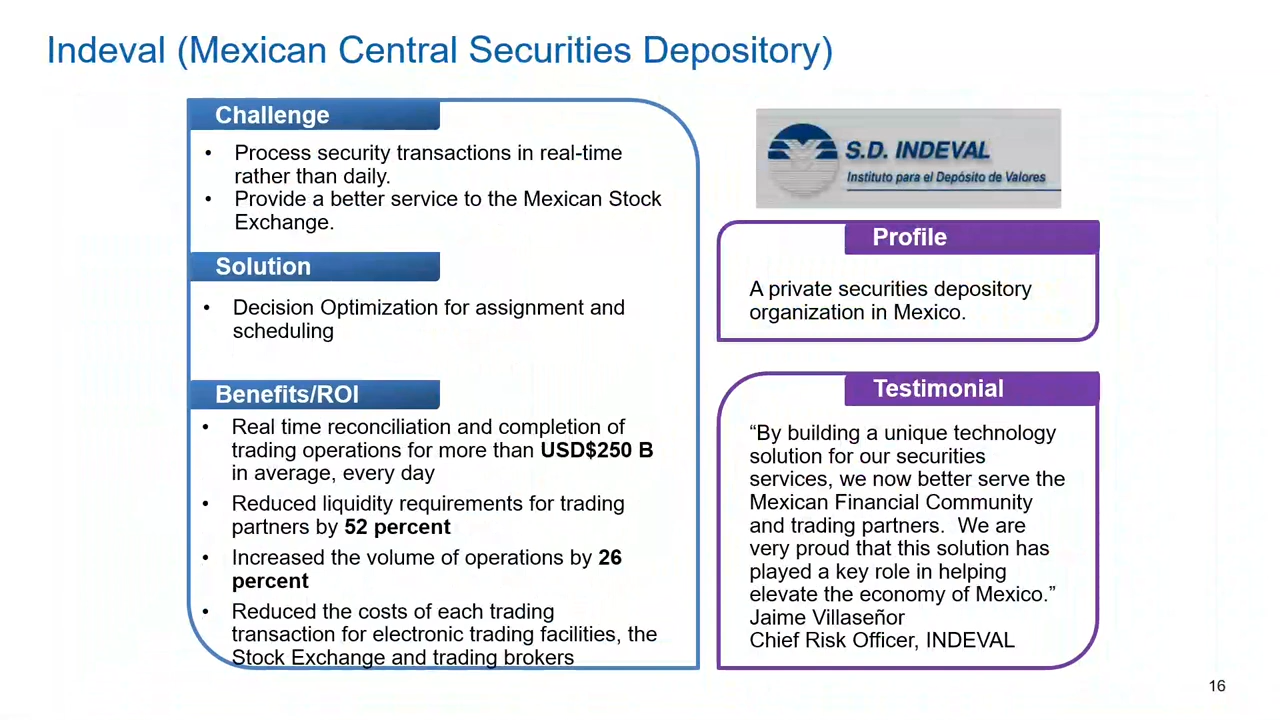 Indeval (Mexican Central Securities Depository)
Challenge
• Process security transactions in real-time
rather than daily.
• Provide a better service to the Mexican Stock
Exchange.
Solution
• Decision Optimization for assignment and
scheduling
Benefits/ROI
• Real time reconciliation and completion of
trading operations for more than USD$250 B
in average, every day
• Reduced liquidity requirements for trading
partners by 52 percent
• Increased the volume of operations by 26
percent
• Reduced the costs of each trading
transaction for electronic trading facilities, the
Stock Exchange and trading brokers
S.D. INDEVAL
Instituto para el Depósito de Valores
Profile
A private securities depository
organization in Mexico.
Testimonial
“By building a unique technology
solution for our securities
services, we now better serve the
Mexican Financial Community
and trading partners.  We are
very proud that this solution has
played a key role in helping
elevate the economy of Mexico.”
Jaime Villaseñor
Chief Risk Officer, INDEVAL
16